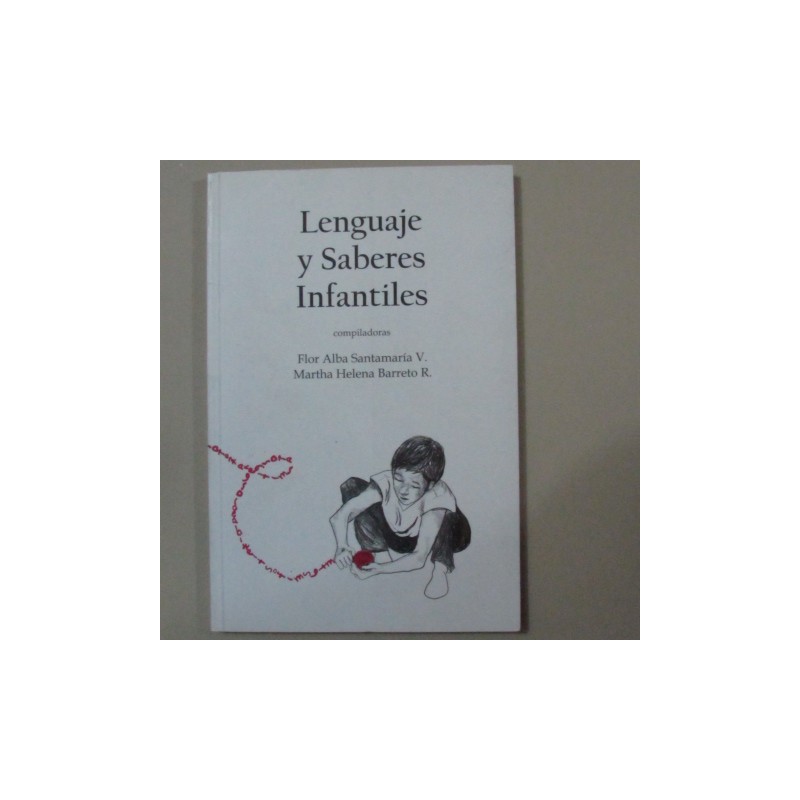 Lenguaje
y Saberes
Infantiles
compiladoras
Flor Alba Santamaría V.
Martha Helena Barreto R.